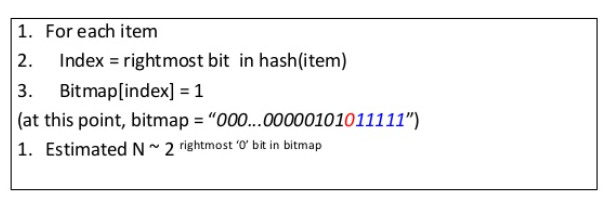 1. For each item
2. Index = rightmost bit in hash(item)
3. Bitmap[index] = 1
(at this point, bitmap = “000...00000101011111”)
1. Estimated N ~ 2 rightmost ‘0’ bit in bitmap